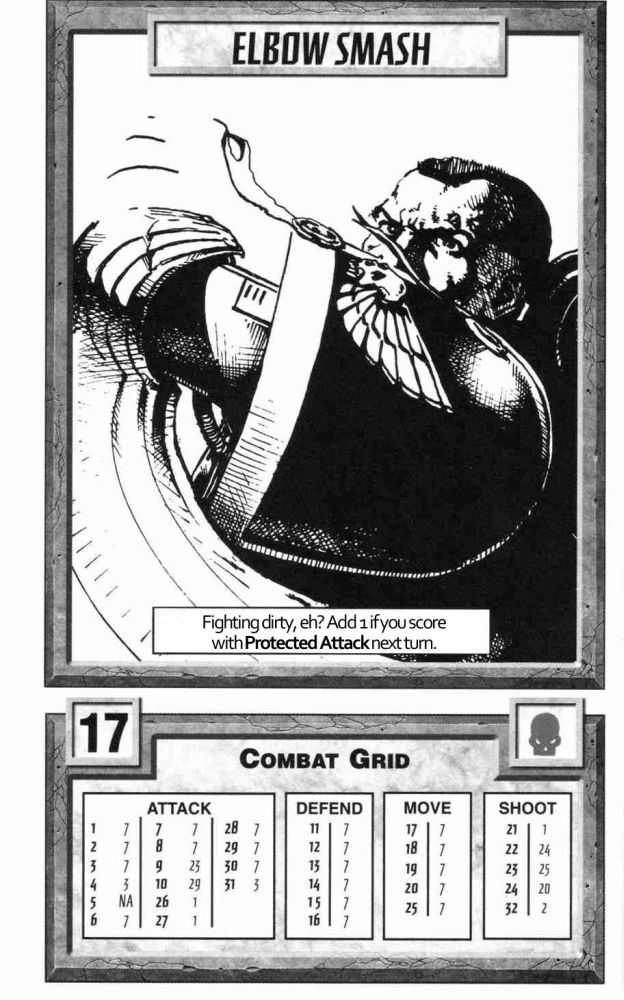 ELBOW SMASH
Fighting dirty, eh? Add 1 if you score
with Protected Attack next turn.
17
COMBAT GRID
ATTACK
1 7 7 7 28 7
2 7 8 7 29 7
3 7 9 23 30 7
4 3 10 29 31 3
5 NA 26 1
6 7 27 1
DEFEND
11 7
12 7
13 7
14 7
15 7
16 7
MOVE
17 7
18 7
19 7
20 7
25 7
SHOOT
21 1
22 24
23 25
24 20
32 2